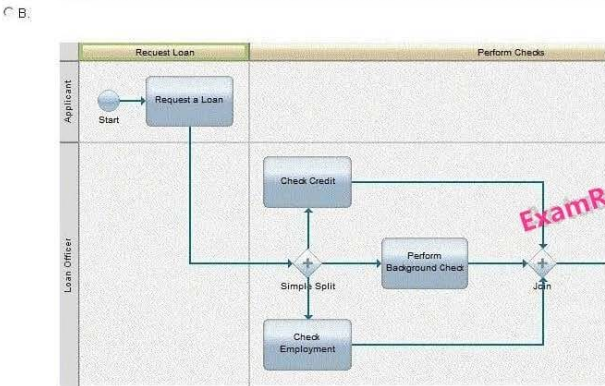 B.
Recuest Loan
Perform Checks
Applicant
Request a Loan
Start
Check Credit
ExamR
Loan Officer
Perform
Background Check
Simple Split
Join
Check
Employment